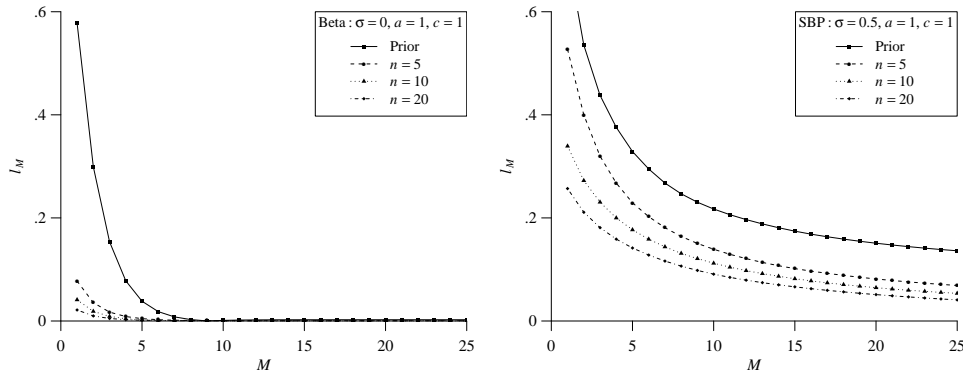 .6
.4
.2
0
l_M
0 5 10 15 20 25
M
Beta : σ = 0, a = 1, c = 1
Prior
n = 5
n = 10
n = 20
.6
.4
.2
0
l_M
0 5 10 15 20 25
M
SBP : σ = 0.5, a = 1, c = 1
Prior
n = 5
n = 10
n = 20